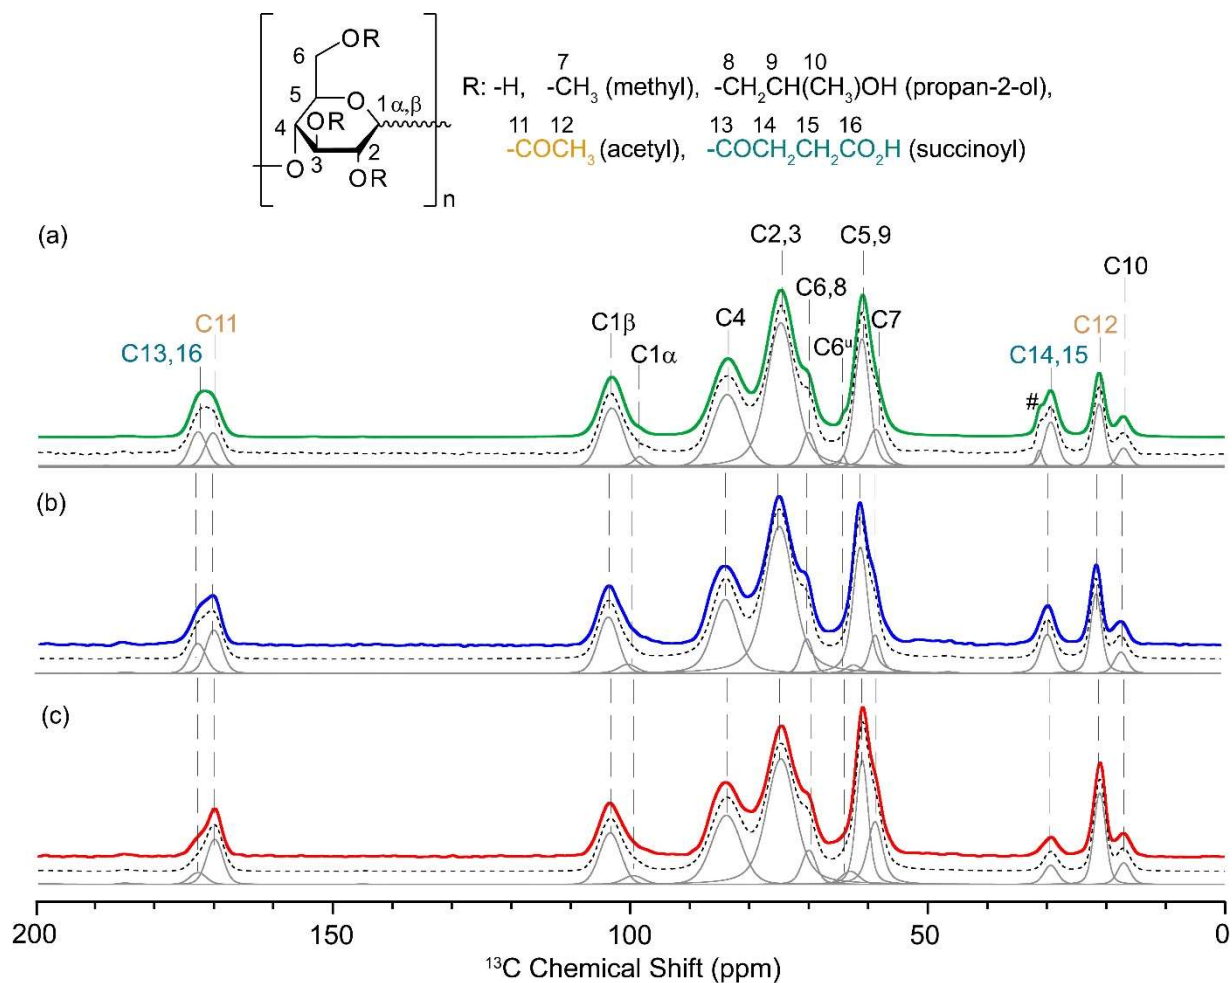 6 OR
5 O 1 α,β
4 OR
O 3 2
OR
n
7 8 9 10
R: -H, -CH₃ (methyl), -CH₂CH(CH₃)OH (propan-2-ol),
11 12 13 14 15 16
-COCH₃ (acetyl), -COCH₂CH₂CO₂H (succinoyl)
(a)
C2,3 C5,9
C10
C6,8
C11 C1β C4 C7 C12
C13,16 C1α C6ᵘ C14,15
#
(b)
(c)
200 150 100 50 0
¹³C Chemical Shift (ppm)